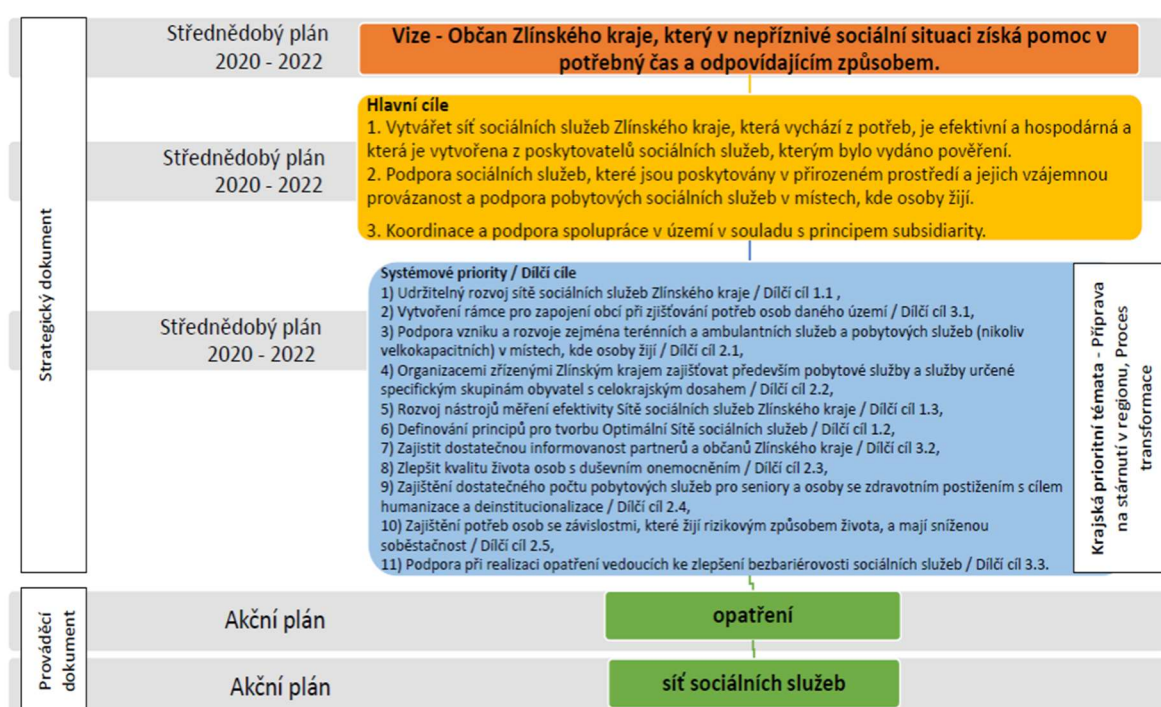 Strategický dokument
Střednědobý plán
2020 - 2022
Vize - Občan Zlínského kraje, který v nepříznivé sociální situaci získá pomoc v
potřebný čas a odpovídajícím způsobem.
Střednědobý plán
2020 - 2022
Hlavní cíle
1. Vytvářet síť sociálních služeb Zlínského kraje, která vychází z potřeb, je efektivní a hospodárná a
která je vytvořena z poskytovatelů sociálních služeb, kterým bylo vydáno pověření.
2. Podpora sociálních služeb, které jsou poskytovány v přirozeném prostředí a jejich vzájemnou
provázanost a podpora pobytových sociálních služeb v místech, kde osoby žijí.
3. Koordinace a podpora spolupráce v území v souladu s principem subsidiarity.
Střednědobý plán
2020 - 2022
Systémové priority / Dílčí cíle
1) Udržitelný rozvoj sítě sociálních služeb Zlínského kraje / Dílčí cíl 1.1 ,
2) Vytvoření rámce pro zapojení obcí při zjišťování potřeb osob daného území / Dílčí cíl 3.1,
3) Podpora vzniku a rozvoje zejména terénních a ambulantních služeb a pobytových služeb (nikoliv
velkokapacitních) v místech, kde osoby žijí / Dílčí cíl 2.1,
4) Organizacemi zřízenými Zlínským krajem zajišťovat především pobytové služby a služby určené
specifickým skupinám obyvatel s celokrajským dosahem / Dílčí cíl 2.2,
5) Rozvoj nástrojů měření efektivity Sítě sociálních služeb Zlínského kraje / Dílčí cíl 1.3,
6) Definování principů pro tvorbu Optimální Sítě sociálních služeb / Dílčí cíl 1.2,
7) Zajistit dostatečnou informovanost partnerů a občanů Zlínského kraje / Dílčí cíl 3.2,
8) Zlepšit kvalitu života osob s duševním onemocněním / Dílčí cíl 2.3,
9) Zajištění dostatečného počtu pobytových služeb pro seniory a osoby se zdravotním postižením s cílem
humanizace a deinstitucionalizace / Dílčí cíl 2.4,
10) Zajištění potřeb osob se závislostmi, které žijí rizikovým způsobem života, a mají sníženou
soběstačnost / Dílčí cíl 2.5,
11) Podpora při realizaci opatření vedoucích ke zlepšení bezbariérovosti sociálních služeb / Dílčí cíl 3.3.
Krajská prioritní témata - Příprava
na stárnutí v regionu, Proces
transformace
Prováděcí
dokument
Akční plán
opatření
Akční plán
síť sociálních služeb